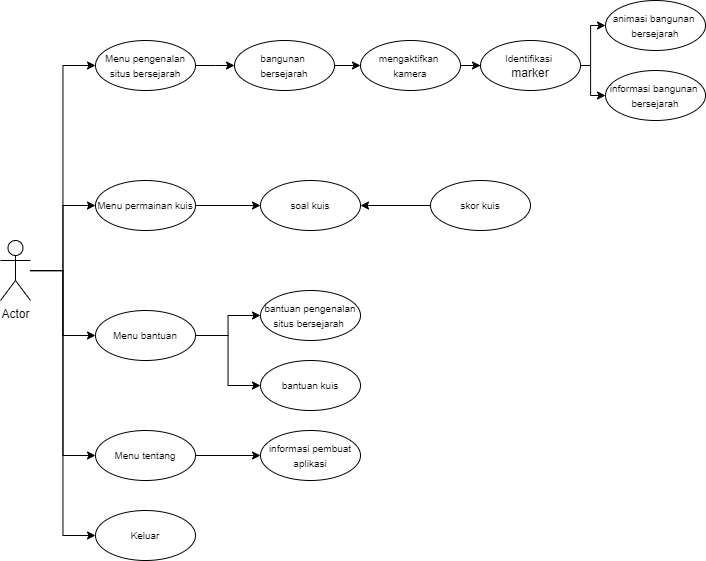 animasi bangunan
bersejarah
Menu pengenalan
situs bersejarah
bangunan
bersejarah
mengaktifkan
kamera
Identifikasi
marker
informasi bangunan
bersejarah
Menu permainan kuis
soal kuis
skor kuis
Actor
bantuan pengenalan
situs bersejarah
Menu bantuan
bantuan kuis
Menu tentang
informasi pembuat
aplikasi
Keluar